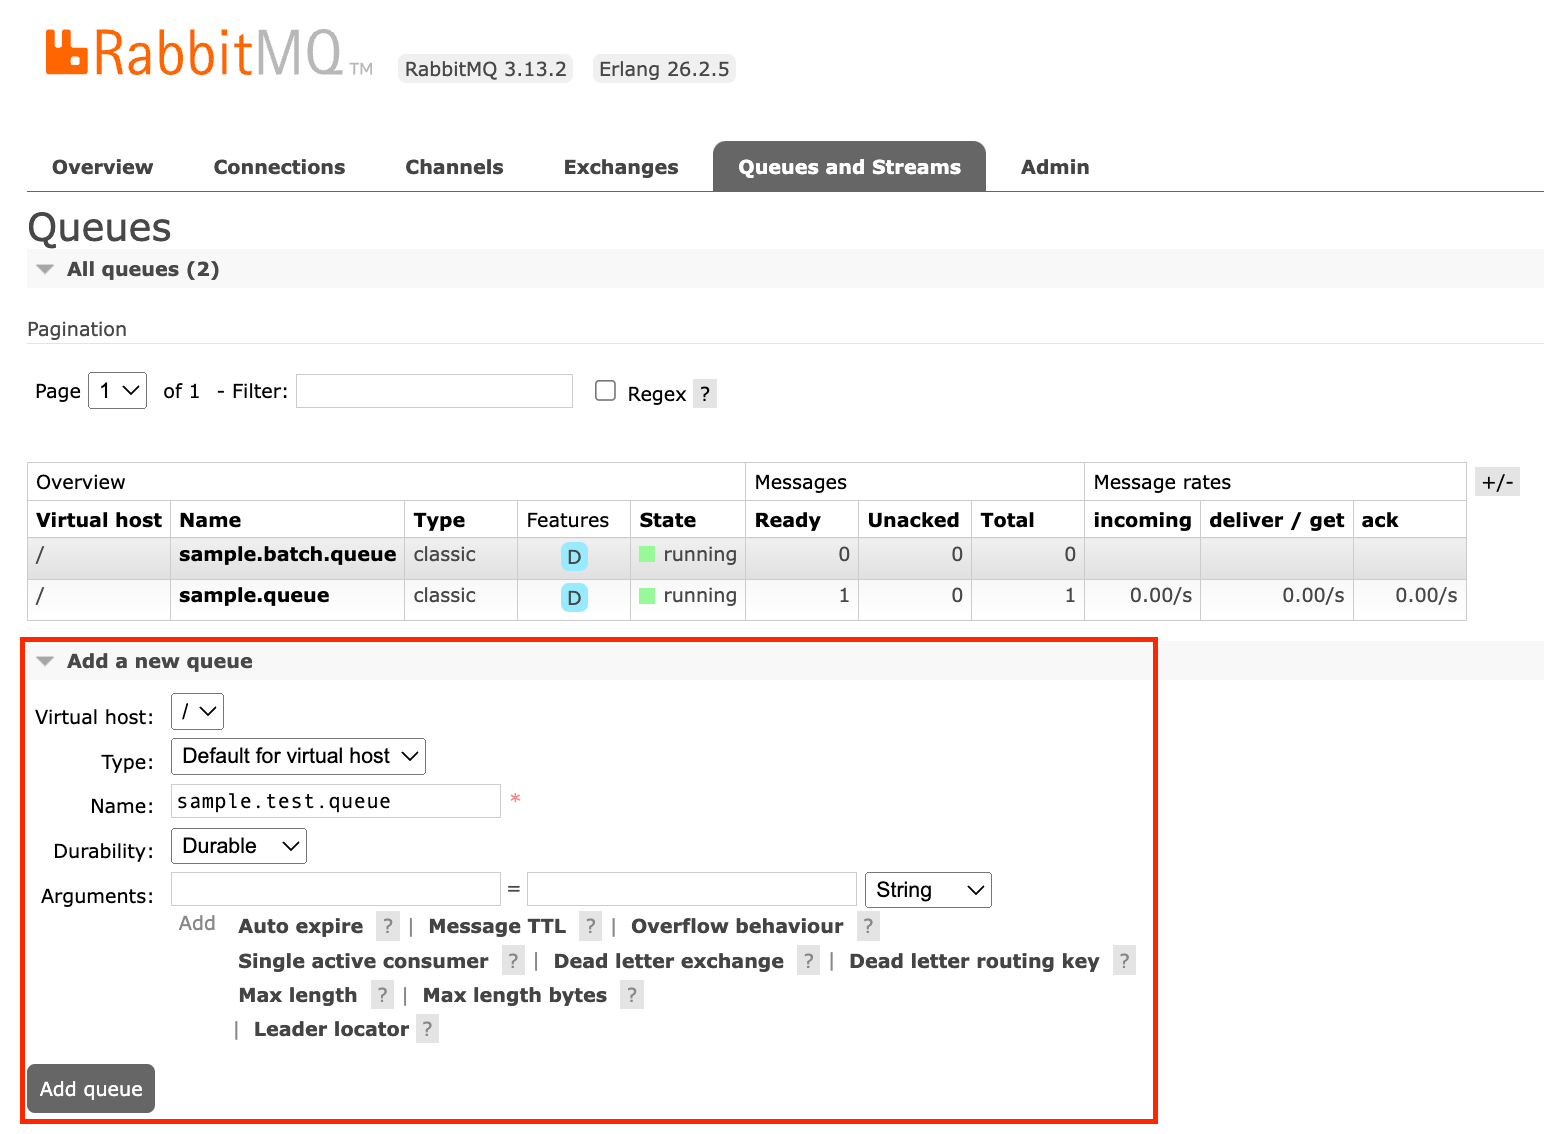 RabbitMQ TM RabbitMQ 3.13.2 Erlang 26.2.5
Overview Connections Channels Exchanges Queues and Streams Admin
Queues
All queues (2)
Pagination
Page 1 of 1 - Filter: Regex ?
Overview Messages Message rates +/-
Virtual host Name Type Features State Ready Unacked Total incoming deliver / get ack
/ sample.batch.queue classic D running 0 0 0
/ sample.queue classic D running 1 0 1 0.00/s 0.00/s 0.00/s
Add a new queue
Virtual host: /
Type: Default for virtual host
Name: sample.test.queue *
Durability: Durable
Arguments: = String
Add Auto expire ? | Message TTL ? | Overflow behaviour ?
Single active consumer ? | Dead letter exchange ? | Dead letter routing key ?
Max length ? | Max length bytes ?
| Leader locator ?
Add queue